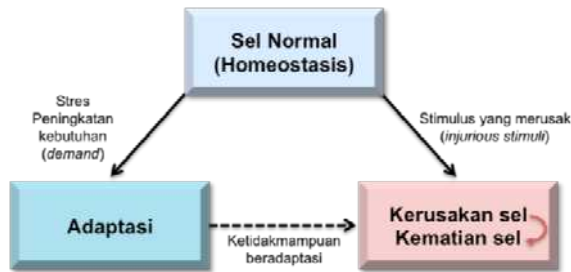 Sel Normal
(Homeostasis)
Stres
Peningkatan
kebutuhan
(demand)
Stimulus yang merusak
(injurious stimuli)
Adaptasi
Ketidakmampuan
beradaptasi
Kerusakan sel
Kematian sel